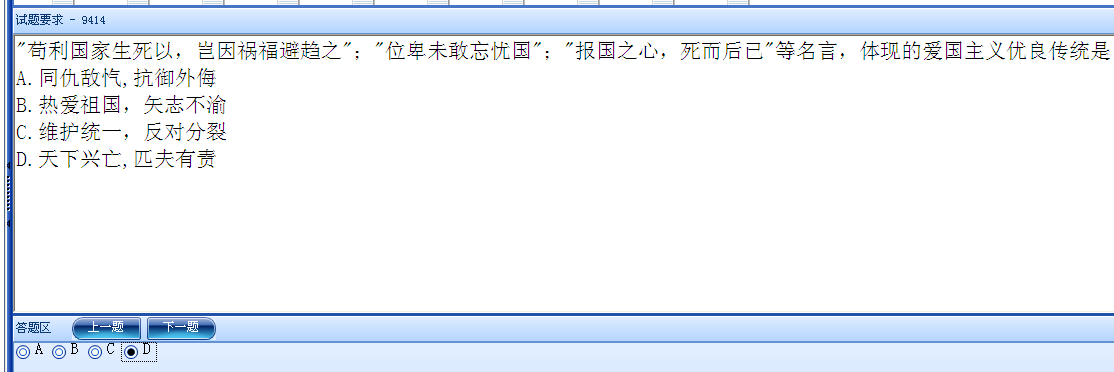 试题要求 - 9414
"苟利国家生死以，岂因祸福避趋之"；"位卑未敢忘忧国"；"报国之心，死而后已"等名言，体现的爱国主义优良传统是
A.同仇敌忾,抗御外侮
B.热爱祖国，矢志不渝
C.维护统一，反对分裂
D.天下兴亡,匹夫有责
答题区 上一题 下一题
A B C D